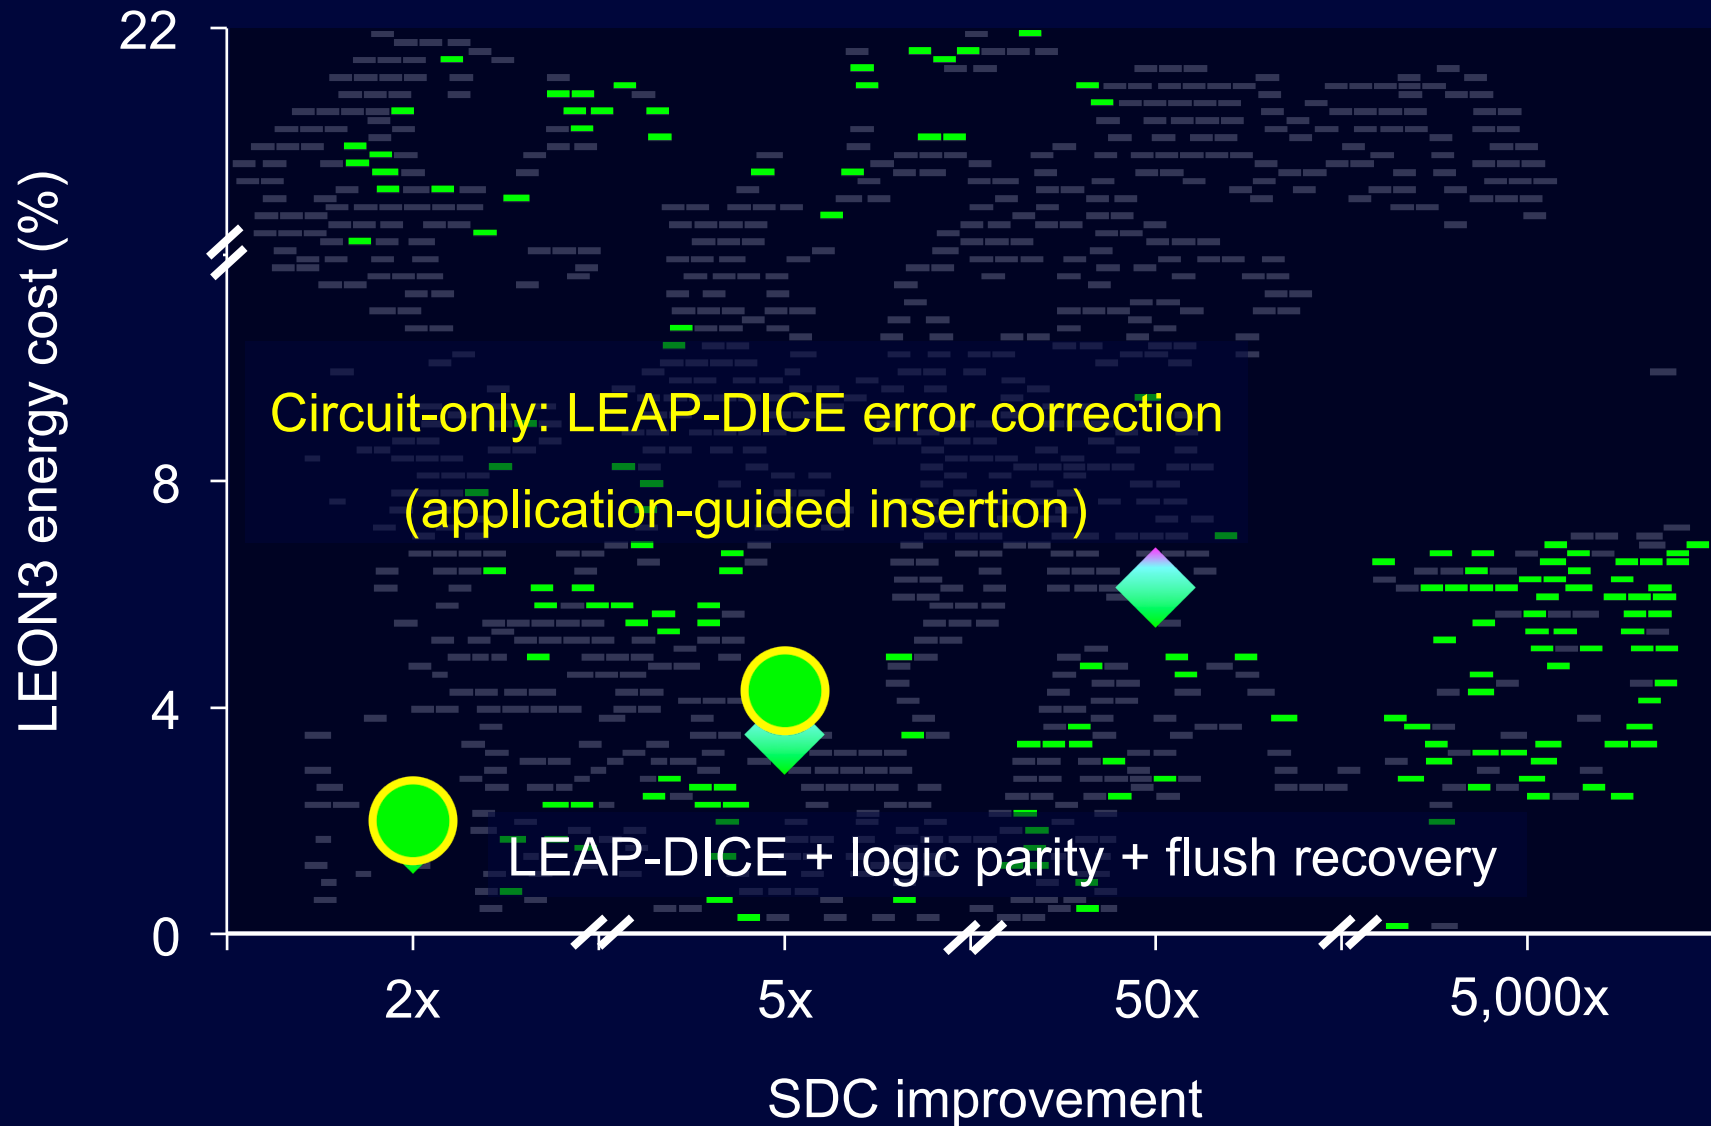 22
8
4
0
LEON3 energy cost (%)
Circuit-only: LEAP-DICE error correction
(application-guided insertion)
LEAP-DICE + logic parity + flush recovery
2x
5x
50x
5,000x
SDC improvement